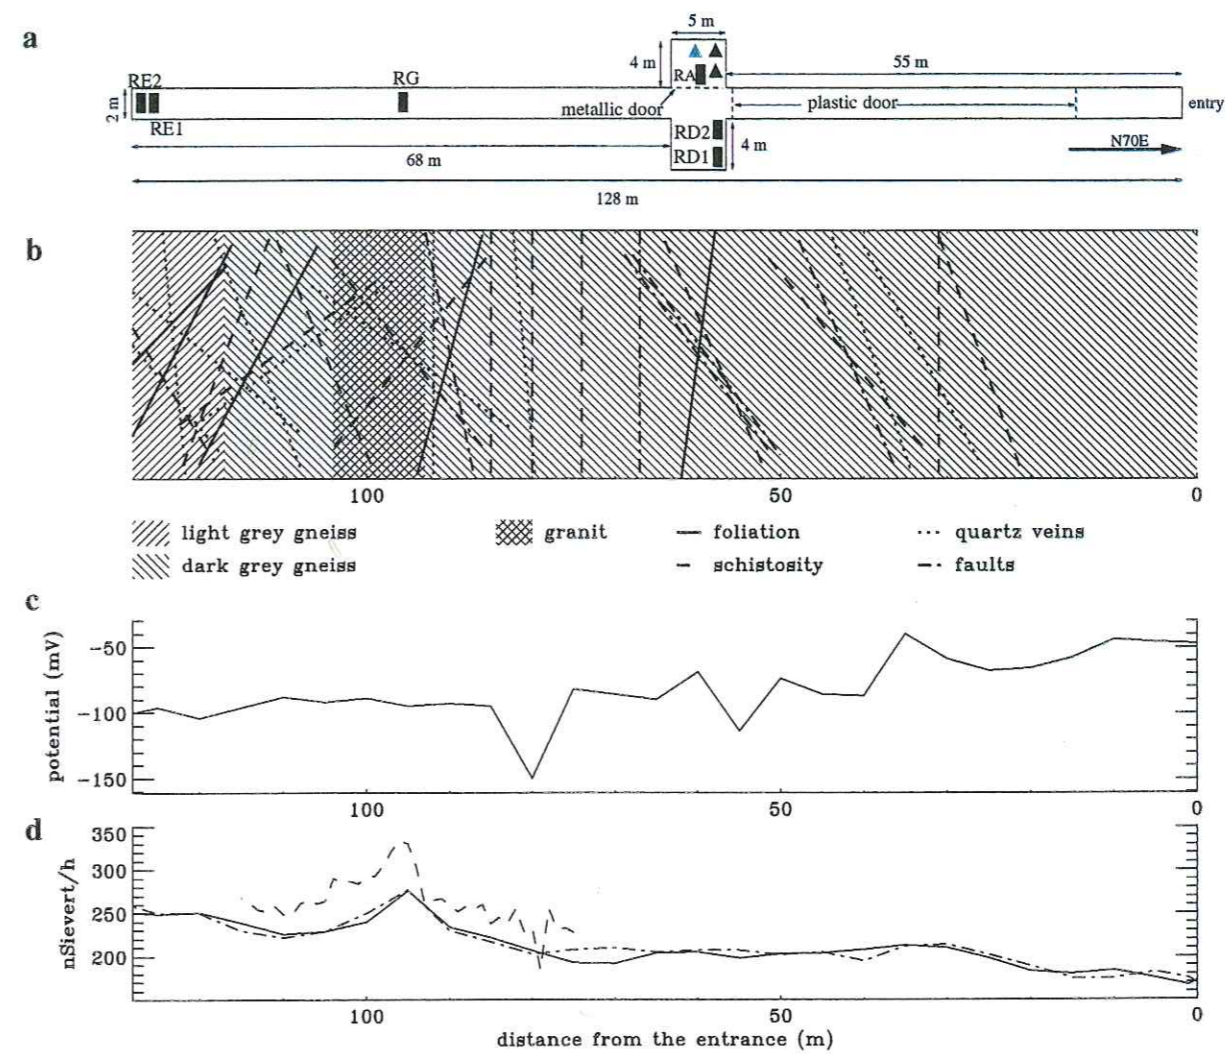 a
5 m
4 m
RA
55 m
RE2
RG
2 m
metallic door
plastic door
entry
RE1
RD2
RD1
4 m
N70E
68 m
128 m
b
100
50
0
light grey gneiss
granit
foliation
quartz veins
dark grey gneiss
schistosity
faults
c
potential (mV)
-50
-100
-150
100
50
0
d
nSievert/h
350
300
250
200
100
50
0
distance from the entrance (m)